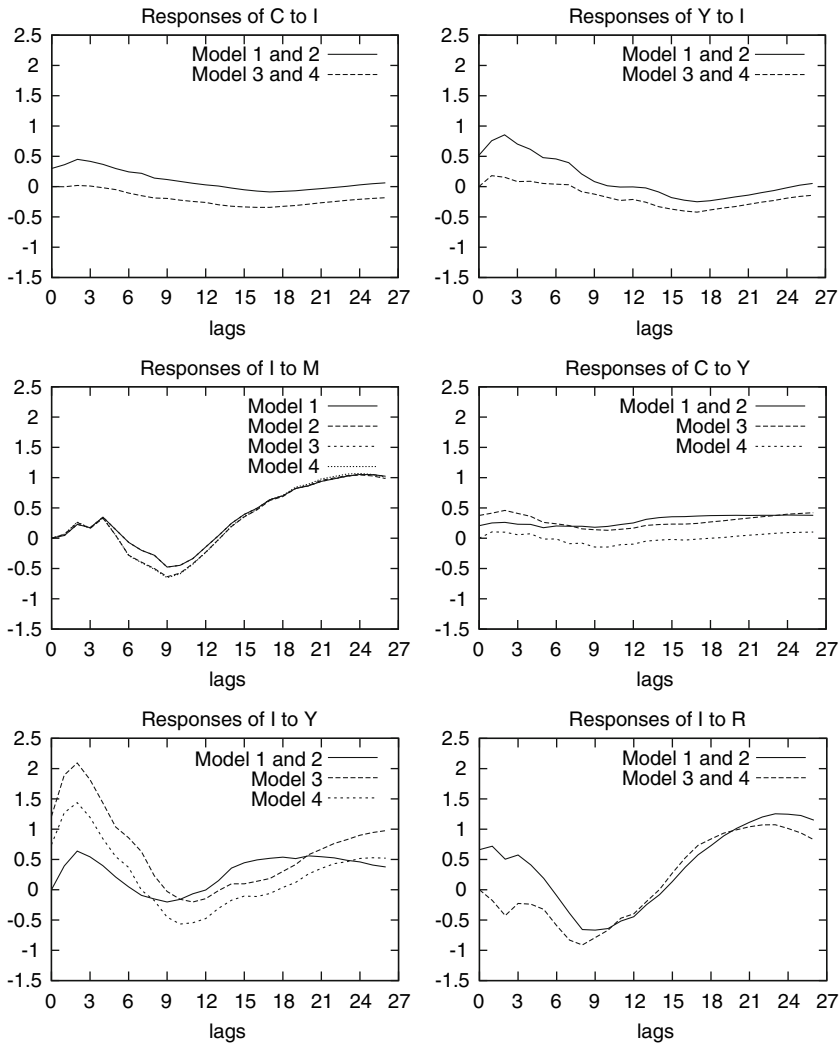 Responses of C to I
2.5
2
1.5
1
0.5
0
-0.5
-1
-1.5
Model 1 and 2
Model 3 and 4
0 3 6 9 12 15 18 21 24 27
lags
Responses of Y to I
2.5
2
1.5
1
0.5
0
-0.5
-1
-1.5
Model 1 and 2
Model 3 and 4
0 3 6 9 12 15 18 21 24 27
lags
Responses of I to M
2.5
2
1.5
1
0.5
0
-0.5
-1
-1.5
Model 1
Model 2
Model 3
Model 4
0 3 6 9 12 15 18 21 24 27
lags
Responses of C to Y
2.5
2
1.5
1
0.5
0
-0.5
-1
-1.5
Model 1 and 2
Model 3
Model 4
0 3 6 9 12 15 18 21 24 27
lags
Responses of I to Y
2.5
2
1.5
1
0.5
0
-0.5
-1
-1.5
Model 1 and 2
Model 3
Model 4
0 3 6 9 12 15 18 21 24 27
lags
Responses of I to R
2.5
2
1.5
1
0.5
0
-0.5
-1
-1.5
Model 1 and 2
Model 3 and 4
0 3 6 9 12 15 18 21 24 27
lags